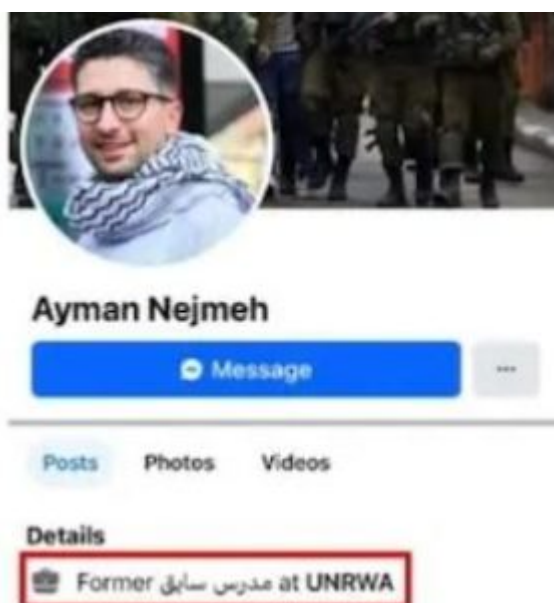 Ayman Nejmeh
Message
Posts Photos Videos
Details
Former مدرس سابق at UNRWA